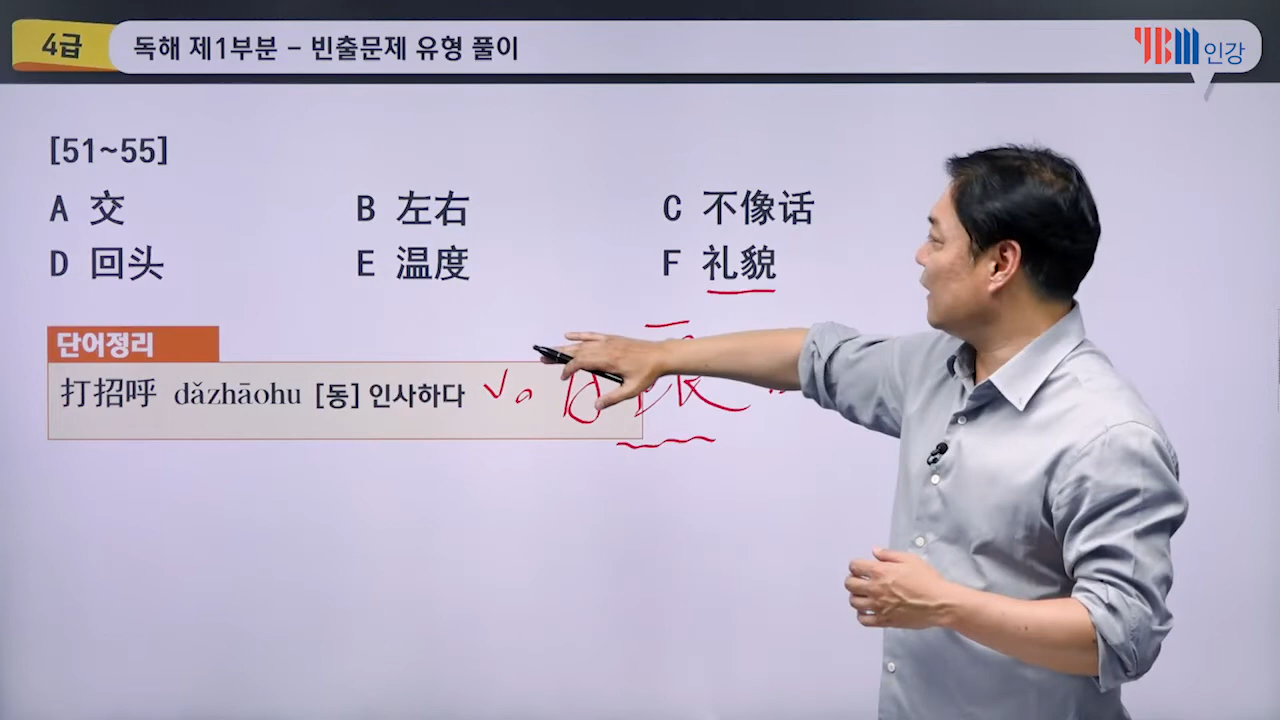 4급 독해 제1부분 – 빈출문제 유형 풀이 YBM 인강
[51~55]
A 交 B 左右 C 不像话
D 回头 E 温度 F 礼貌
단어정리
打招呼 dǎzhāohu [동] 인사하다